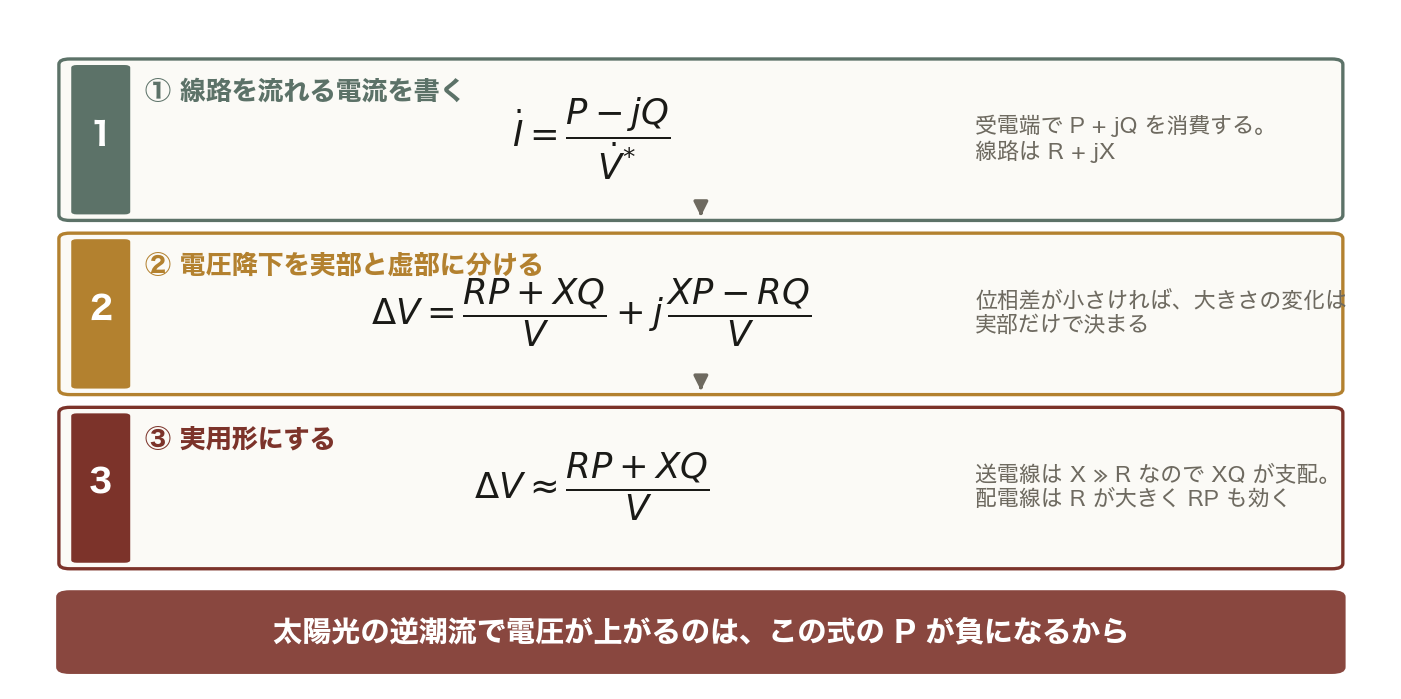 1
① 線路を流れる電流を書く
İ = (P − jQ) / V̇*
受電端で P + jQ を消費する。
線路は R + jX
2
② 電圧降下を実部と虚部に分ける
ΔV = (RP + XQ) / V + j (XP − RQ) / V
位相差が小さければ、大きさの変化は
実部だけで決まる
3
③ 実用形にする
ΔV ≈ (RP + XQ) / V
送電線は X ≫ R なので XQ が支配。
配電線は R が大きく RP も効く
太陽光の逆潮流で電圧が上がるのは、この式の P が負になるから